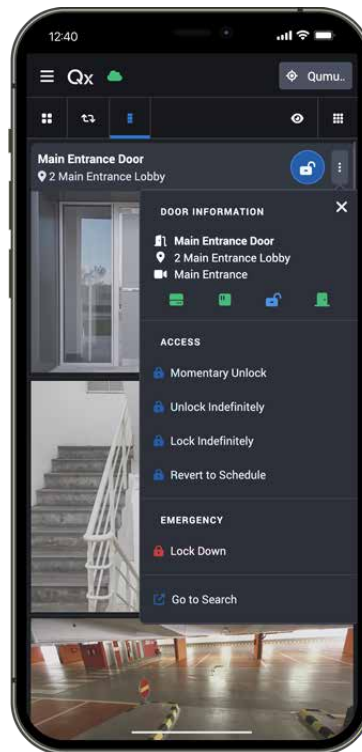 12:40
Qx
Qumu..
Main Entrance Door
2 Main Entrance Lobby
DOOR INFORMATION
Main Entrance Door
2 Main Entrance Lobby
Main Entrance
ACCESS
Momentary Unlock
Unlock Indefinitely
Lock Indefinitely
Revert to Schedule
EMERGENCY
Lock Down
Go to Search